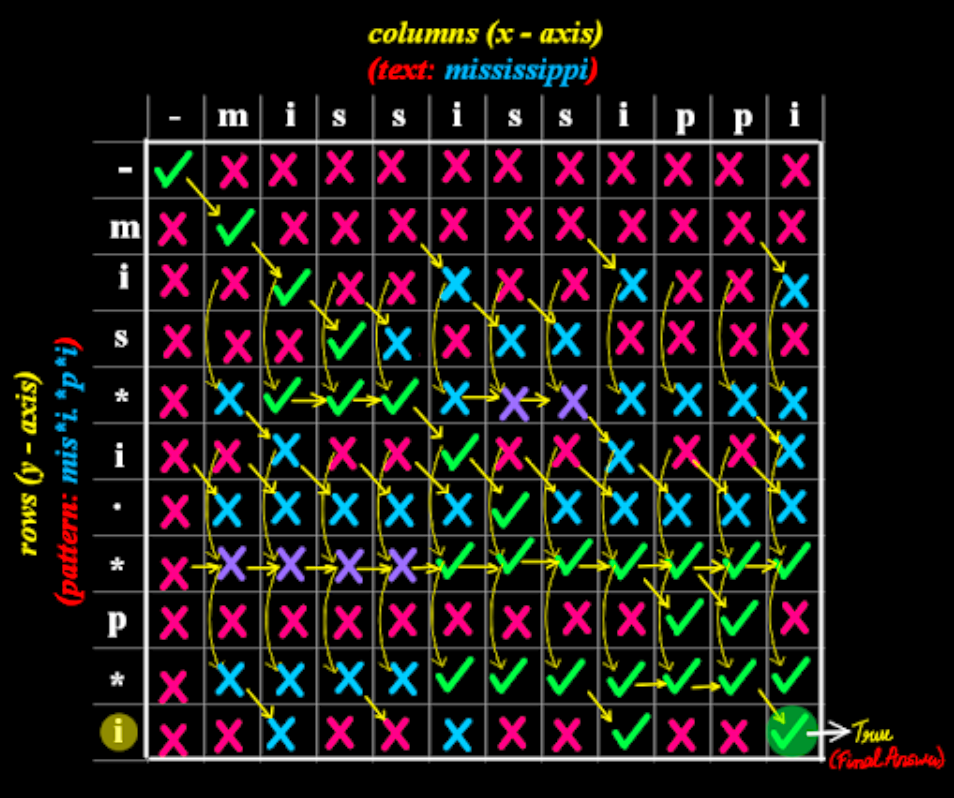 columns (x - axis)
(text: mississippi)
- m i s s i s s i p p i
-
m
i
s
*
i
.
*
p
*
i
rows (y - axis)
(pattern: mis*i. *p*i)
True
(Final Answer)